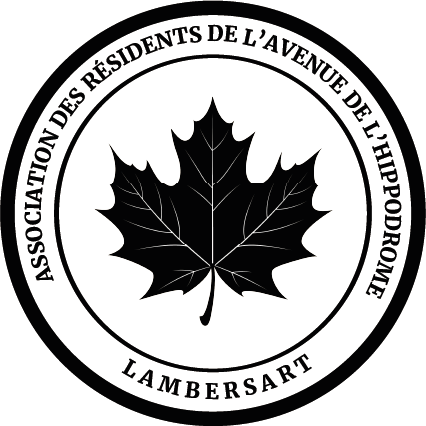 ASSOCIATION DES RÉSIDENTS DE L'AVENUE DE L'HIPPODROME
LAMBERSART